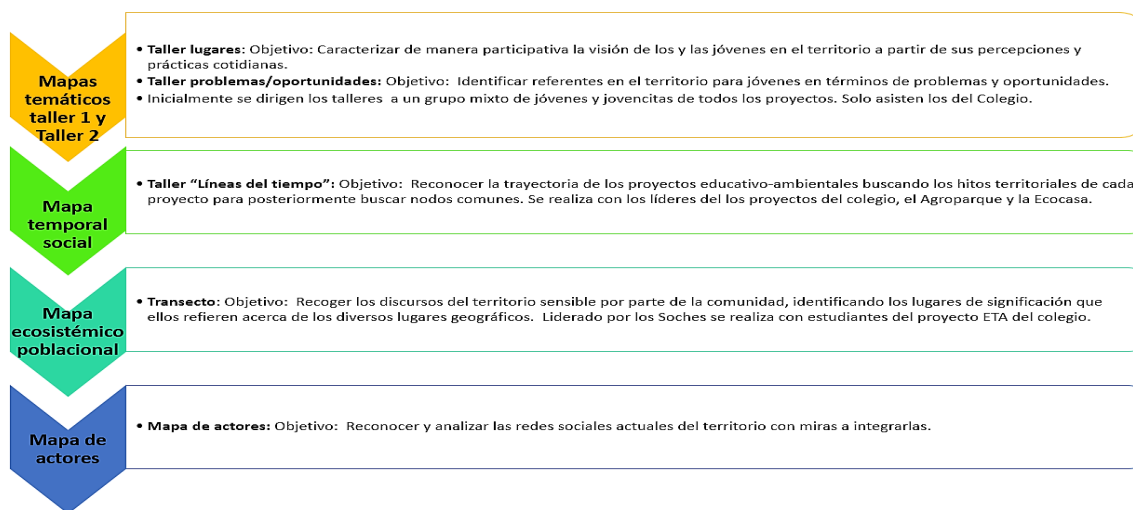 Mapas
temáticos
taller 1 y
Taller 2
• Taller lugares: Objetivo: Caracterizar de manera participativa la visión de los y las jóvenes en el territorio a partir de sus percepciones y
prácticas cotidianas.
• Taller problemas/oportunidades: Objetivo: Identificar referentes en el territorio para jóvenes en términos de problemas y oportunidades.
• Inicialmente se dirigen los talleres a un grupo mixto de jóvenes y jovencitas de todos los proyectos. Solo asisten los del Colegio.
Mapa
temporal
social
• Taller “Líneas del tiempo”: Objetivo: Reconocer la trayectoria de los proyectos educativo-ambientales buscando los hitos territoriales de cada
proyecto para posteriormente buscar nodos comunes. Se realiza con los líderes del los proyectos del colegio, el Agroparque y la Ecocasa.
Mapa
ecosistémico
poblacional
• Transecto: Objetivo: Recoger los discursos del territorio sensible por parte de la comunidad, identificando los lugares de significación que
ellos refieren acerca de los diversos lugares geográficos. Liderado por los Soches se realiza con estudiantes del proyecto ETA del colegio.
Mapa de
actores
• Mapa de actores: Objetivo: Reconocer y analizar las redes sociales actuales del territorio con miras a integrarlas.